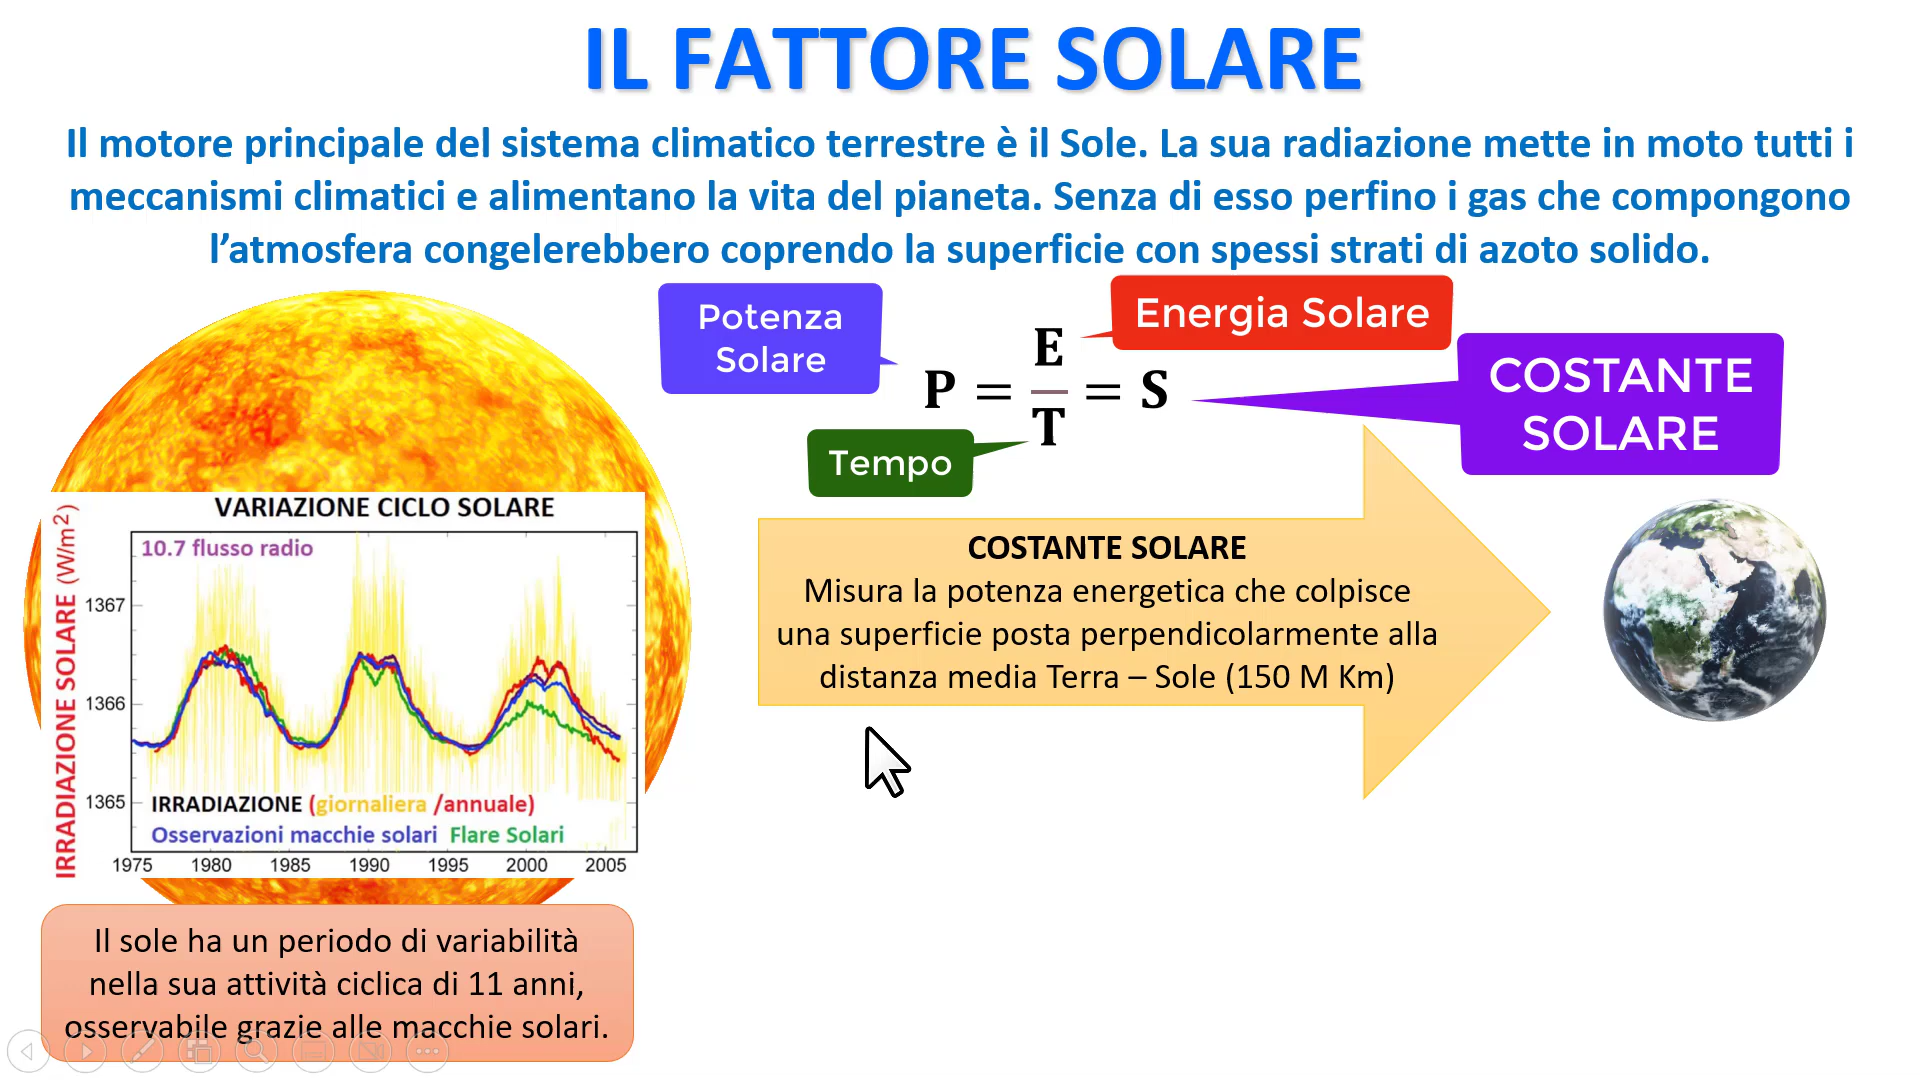 IL FATTORE SOLARE
Il motore principale del sistema climatico terrestre è il Sole. La sua radiazione mette in moto tutti i
meccanismi climatici e alimentano la vita del pianeta. Senza di esso perfino i gas che compongono
l’atmosfera congelerebbero coprendo la superficie con spessi strati di azoto solido.
Potenza
Solare
Energia Solare
P = E/T = S
COSTANTE
SOLARE
Tempo
VARIAZIONE CICLO SOLARE
IRRADIAZIONE SOLARE (W/m²)
10.7 flusso radio
1367
1366
1365
IRRADIAZIONE (giornaliera /annuale)
Osservazioni macchie solari Flare Solari
1975 1980 1985 1990 1995 2000 2005
COSTANTE SOLARE
Misura la potenza energetica che colpisce
una superficie posta perpendicolarmente alla
distanza media Terra – Sole (150 M Km)
Il sole ha un periodo di variabilità
nella sua attività ciclica di 11 anni,
osservabile grazie alle macchie solari.